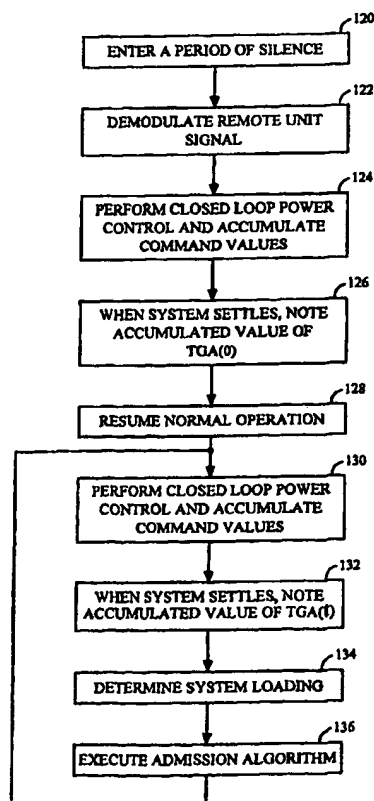 120
ENTER A PERIOD OF SILENCE
122
DEMODULATE REMOTE UNIT
SIGNAL
124
PERFORM CLOSED LOOP POWER
CONTROL AND ACCUMULATE
COMMAND VALUES
126
WHEN SYSTEM SETTLES, NOTE
ACCUMULATED VALUE OF
TGA(0)
128
RESUME NORMAL OPERATION
130
PERFORM CLOSED LOOP POWER
CONTROL AND ACCUMULATE
COMMAND VALUES
132
WHEN SYSTEM SETTLES, NOTE
ACCUMULATED VALUE OF TGA(t)
134
DETERMINE SYSTEM LOADING
136
EXECUTE ADMISSION ALGORITHM